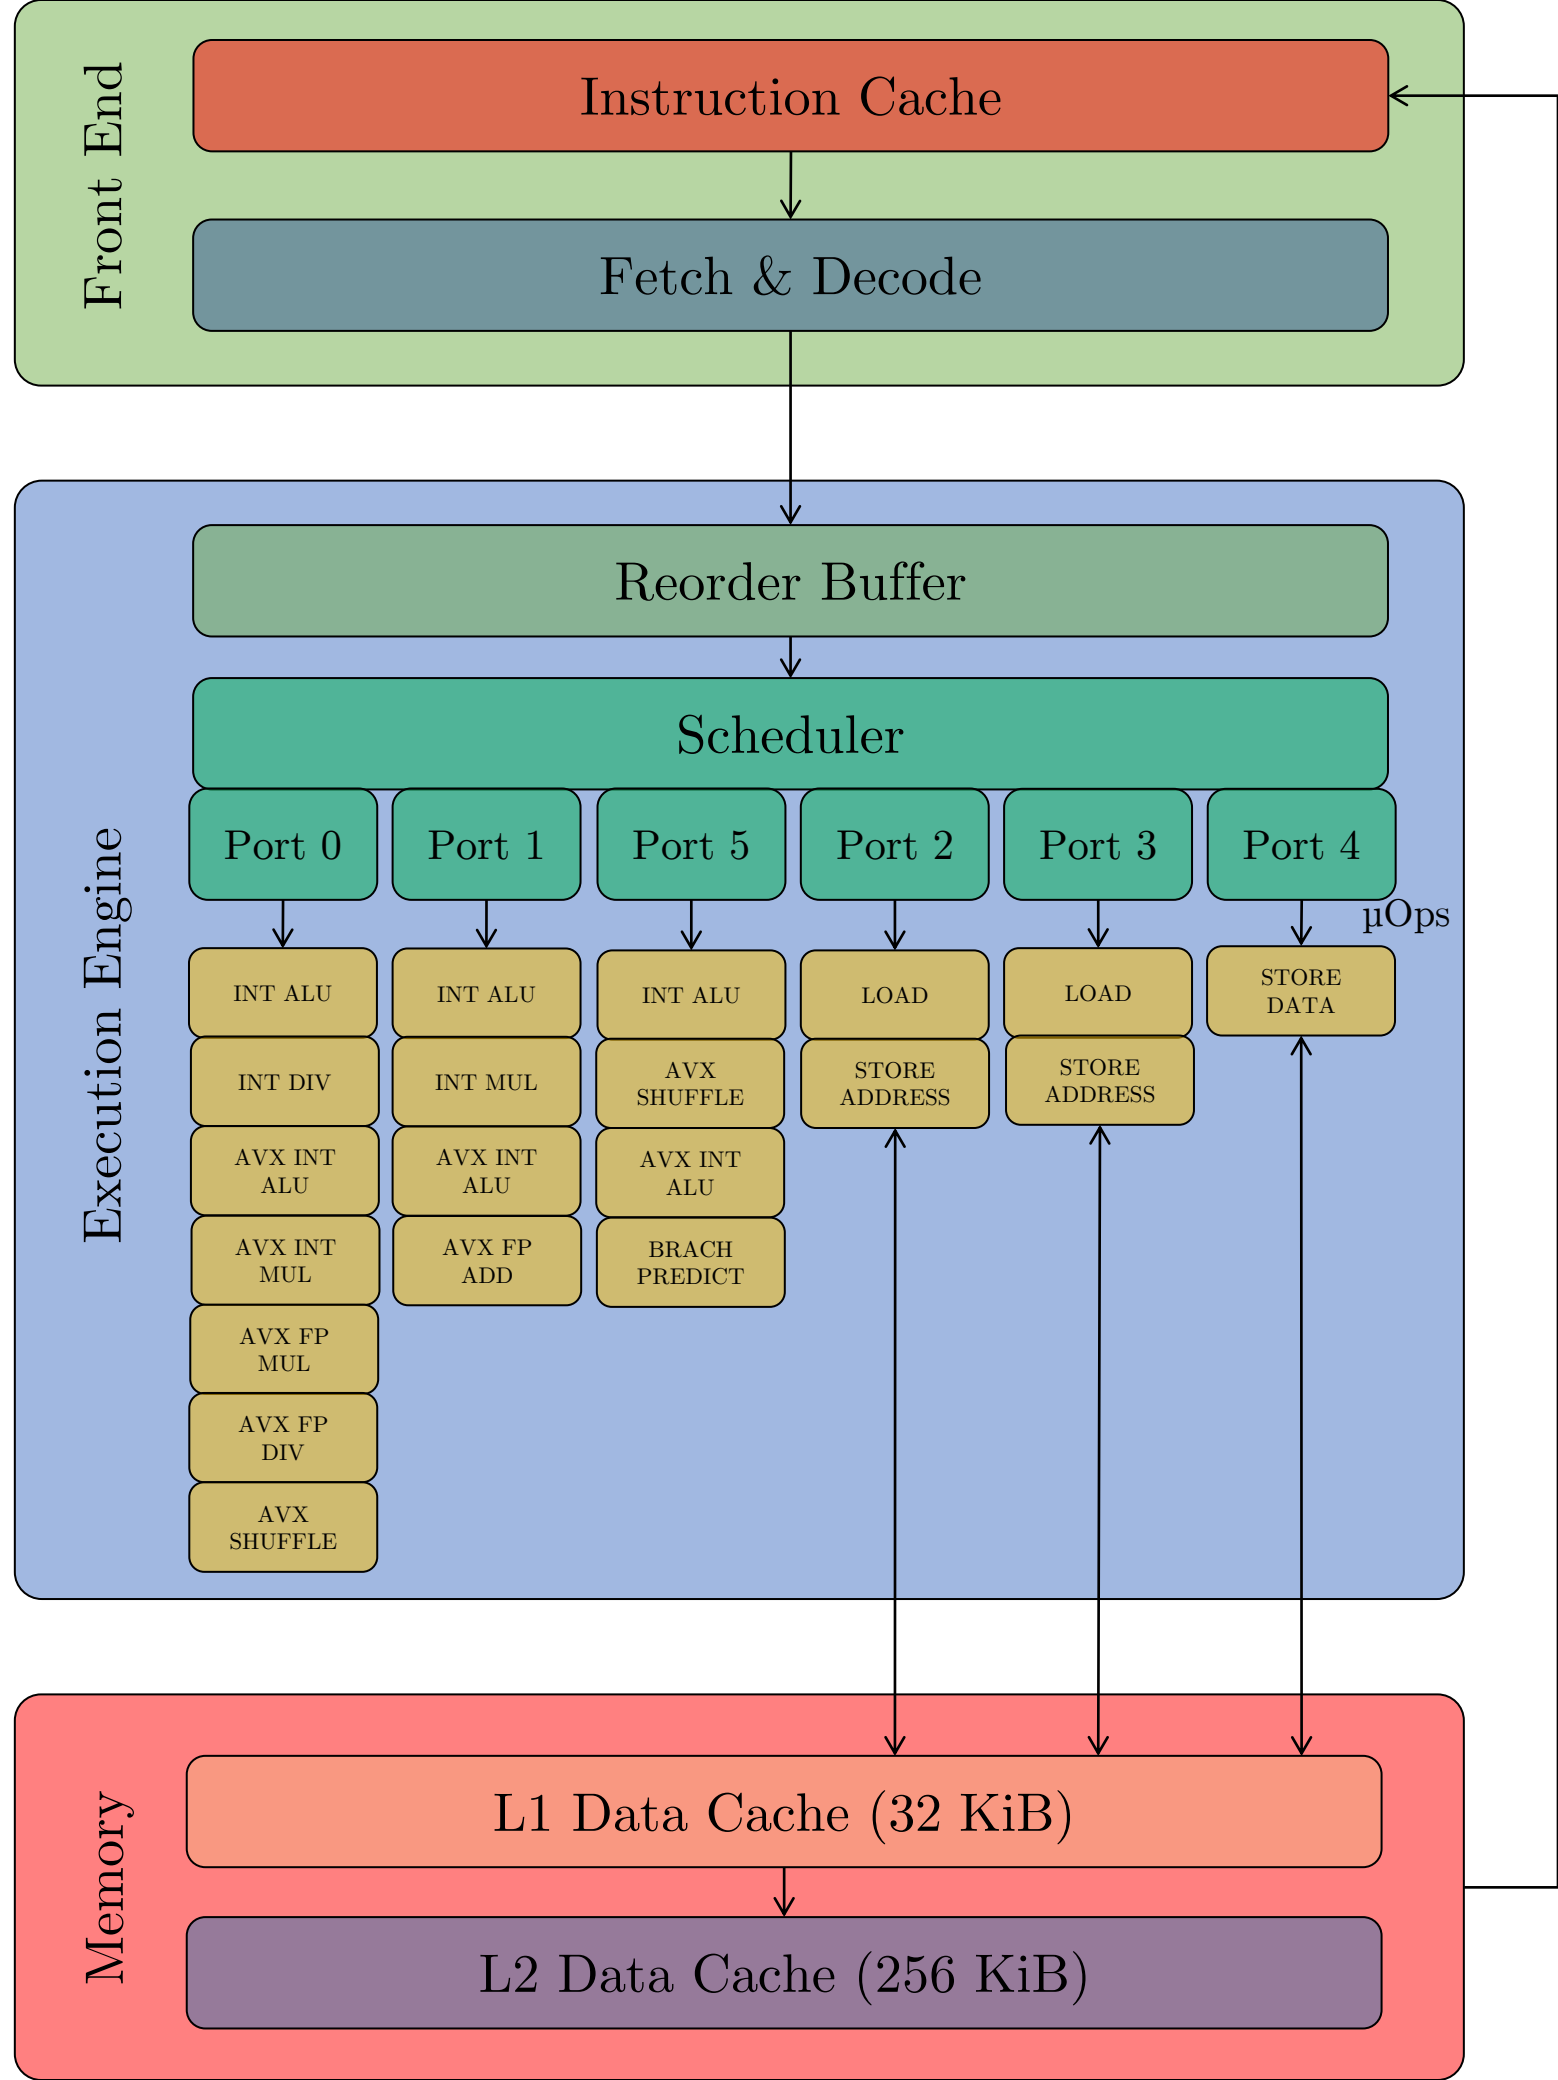 Front End
Instruction Cache
Fetch & Decode
Execution Engine
Reorder Buffer
Scheduler
Port 0
Port 1
Port 5
Port 2
Port 3
Port 4
µOps
INT ALU
INT DIV
AVX INT
ALU
AVX INT
MUL
AVX FP
MUL
AVX FP
DIV
AVX
SHUFFLE
INT ALU
INT MUL
AVX INT
ALU
AVX FP
ADD
INT ALU
AVX
SHUFFLE
AVX INT
ALU
BRACH
PREDICT
LOAD
STORE
ADDRESS
LOAD
STORE
ADDRESS
STORE
DATA
Memory
L1 Data Cache (32 KiB)
L2 Data Cache (256 KiB)